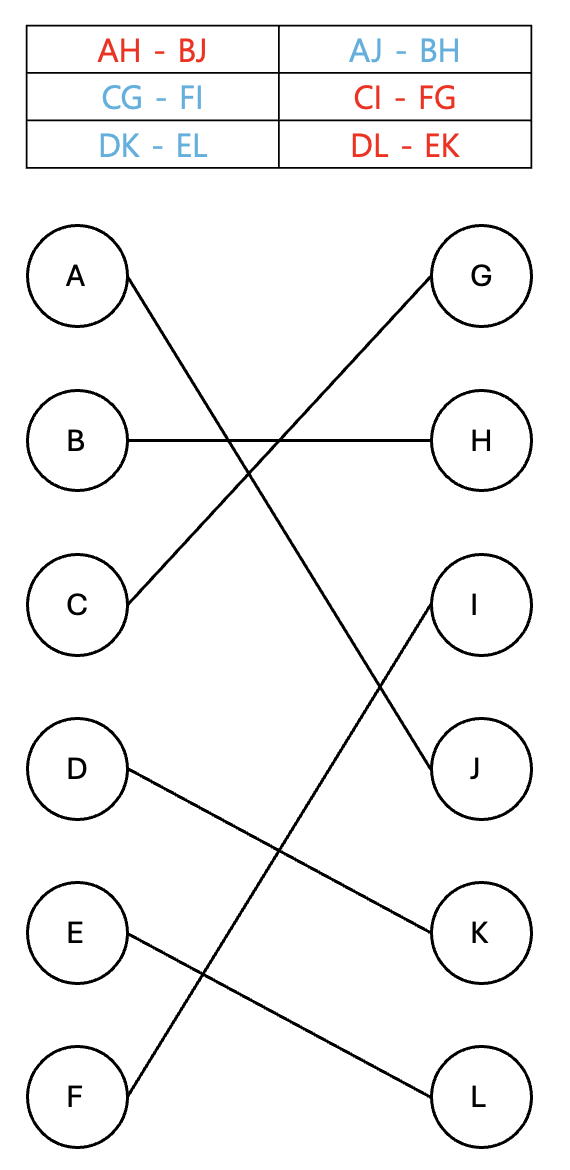 AH - BJ AJ - BH
CG - FI CI - FG
DK - EL DL - EK
A G
B H
C I
D J
E K
F L